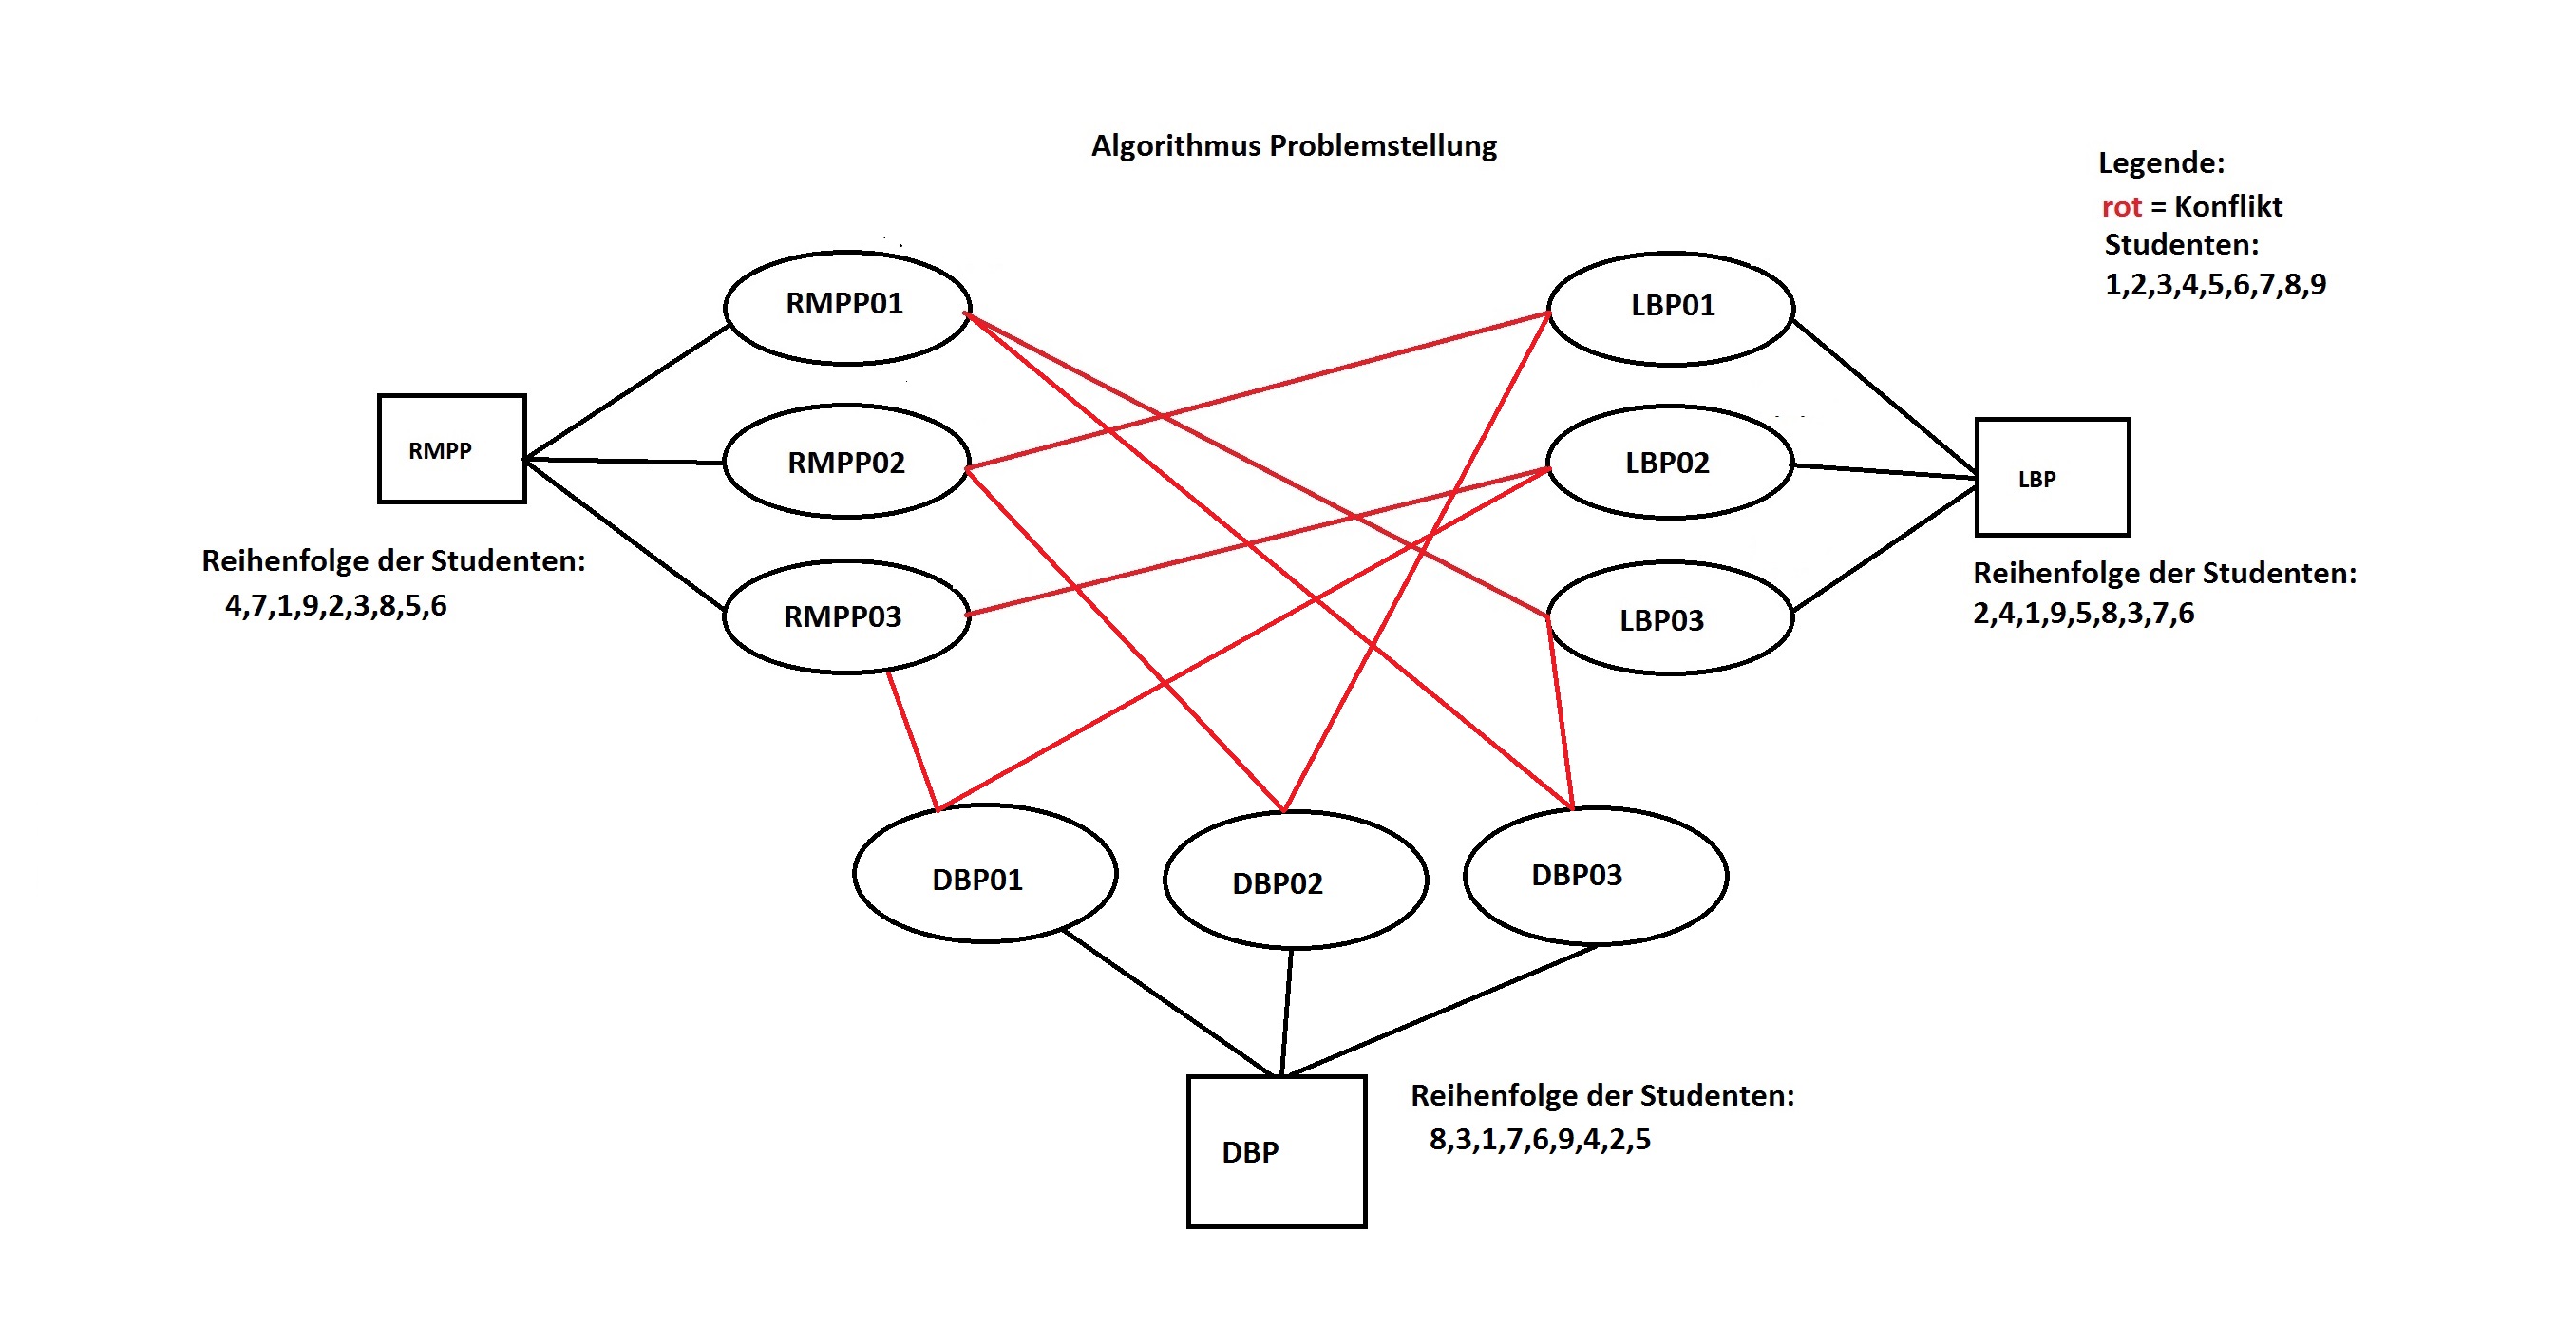 Algorithmus Problemstellung
Legende:
rot = Konflikt
Studenten:
1,2,3,4,5,6,7,8,9
RMPP01
LBP01
RMPP
RMPP02
LBP02
LBP
Reihenfolge der Studenten:
4,7,1,9,2,3,8,5,6
RMPP03
LBP03
Reihenfolge der Studenten:
2,4,1,9,5,8,3,7,6
DBP01
DBP02
DBP03
DBP
Reihenfolge der Studenten:
8,3,1,7,6,9,4,2,5